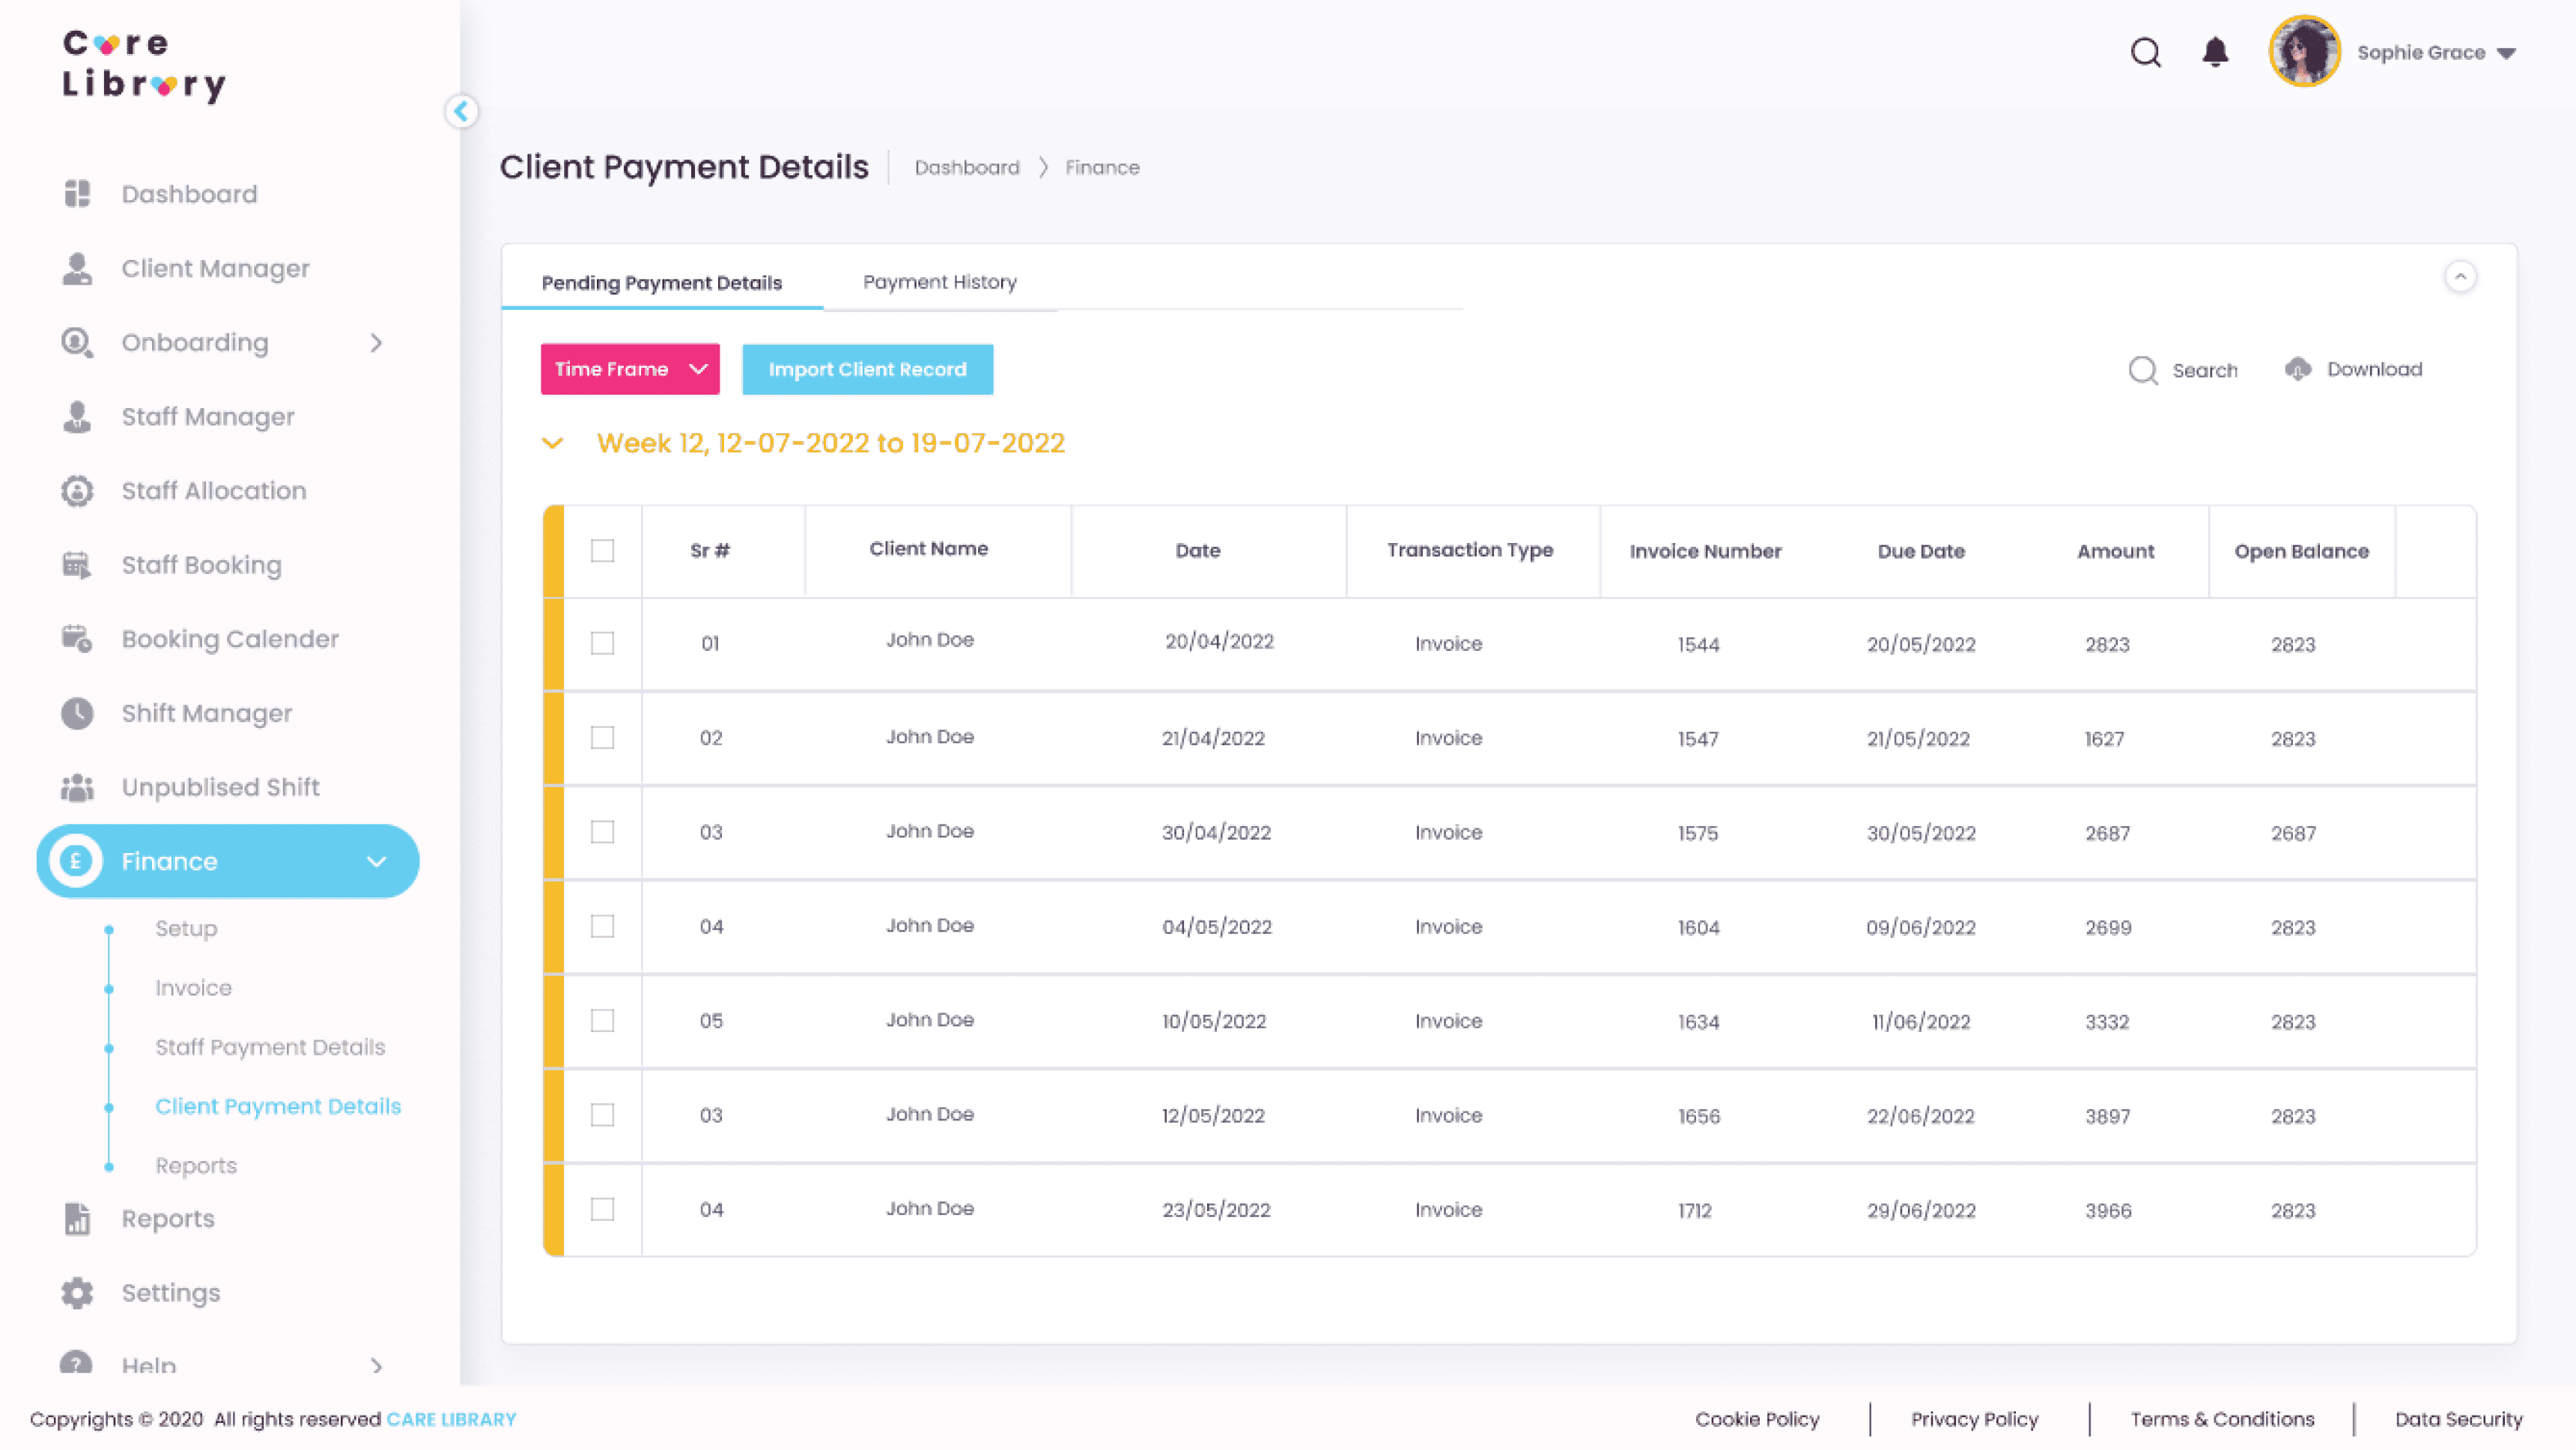 Care
Library
Sophie Grace
Client Payment Details
Dashboard
Finance
Dashboard
Client Manager
Onboarding
Staff Manager
Staff Allocation
Staff Booking
Booking Calender
Shift Manager
Unpublised Shift
£ Finance
Setup
Invoice
Staff Payment Details
Client Payment Details
Reports
Reports
Settings
? Help
Pending Payment Details
Payment History
Time Frame
Import Client Record
Search
Download
Week 12, 12-07-2022 to 19-07-2022
Sr # Client Name Date Transaction Type Invoice Number Due Date Amount Open Balance
01 John Doe 20/04/2022 Invoice 1544 20/05/2022 2823 2823
02 John Doe 21/04/2022 Invoice 1547 21/05/2022 1627 2823
03 John Doe 30/04/2022 Invoice 1575 30/05/2022 2687 2687
04 John Doe 04/05/2022 Invoice 1604 09/06/2022 2699 2823
05 John Doe 10/05/2022 Invoice 1634 11/06/2022 3332 2823
03 John Doe 12/05/2022 Invoice 1656 22/06/2022 3897 2823
04 John Doe 23/05/2022 Invoice 1712 29/06/2022 3966 2823
Copyrights © 2020 All rights reserved CARE LIBRARY
Cookie Policy
Privacy Policy
Terms & Conditions
Data Security